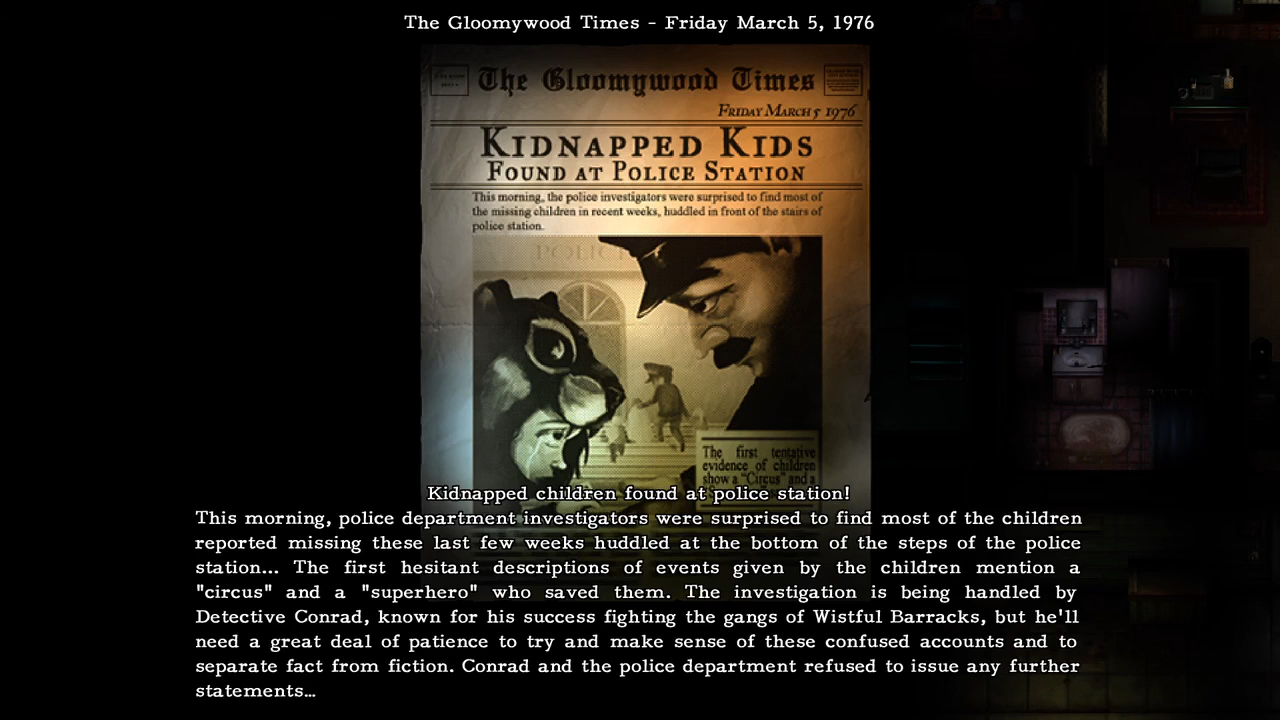 The Gloomywood Times - Friday March 5, 1976
The Gloomywood Times
Friday March 5 1976
Kidnapped Kids
Found at Police Station
This morning, the police investigators were surprised to find most of
the missing children in recent weeks, huddled in front of the stairs of
police station.
POLICE
The first tentative
evidence of children
show a "Circus" and a
Kidnapped children found at police station!
This morning, police department investigators were surprised to find most of the children
reported missing these last few weeks huddled at the bottom of the steps of the police
station... The first hesitant descriptions of events given by the children mention a
"circus" and a "superhero" who saved them. The investigation is being handled by
Detective Conrad, known for his success fighting the gangs of Wistful Barracks, but he'll
need a great deal of patience to try and make sense of these confused accounts and to
separate fact from fiction. Conrad and the police department refused to issue any further
statements...